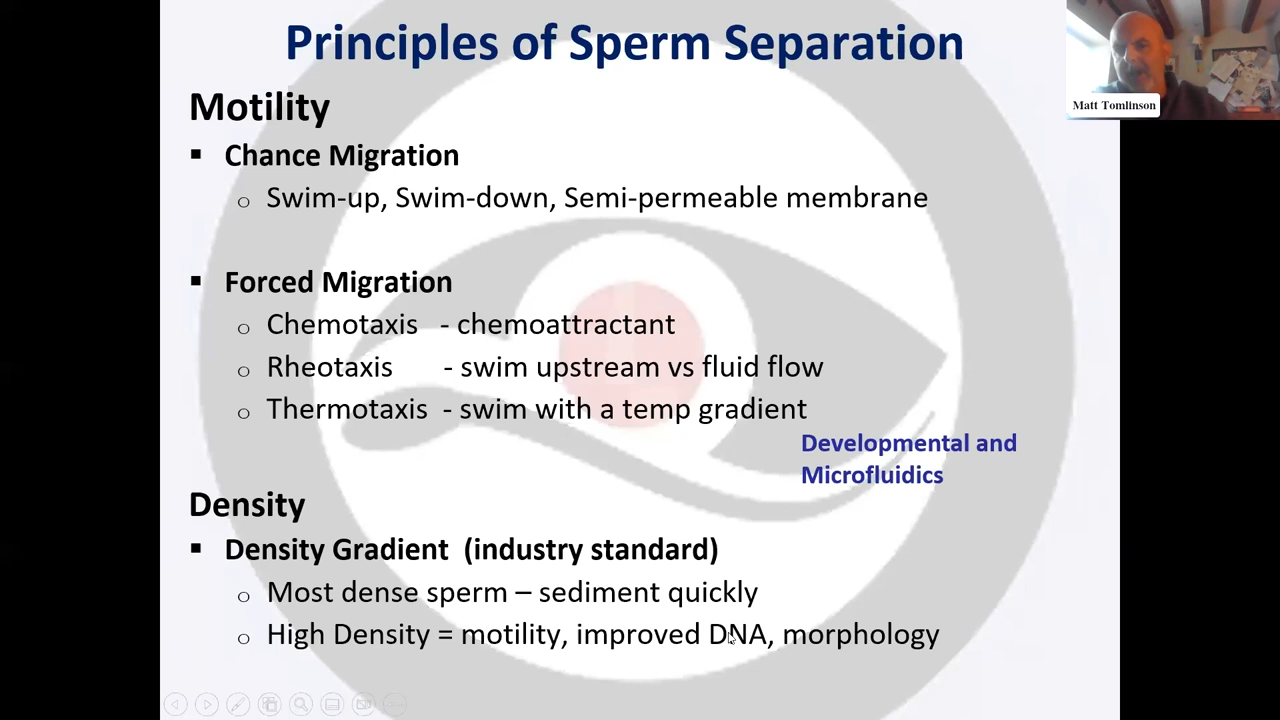 Principles of Sperm Separation
Matt Tomlinson
Motility
▪ Chance Migration
o Swim-up, Swim-down, Semi-permeable membrane
▪ Forced Migration
o Chemotaxis - chemoattractant
o Rheotaxis - swim upstream vs fluid flow
o Thermotaxis - swim with a temp gradient
Developmental and
Microfluidics
Density
▪ Density Gradient (industry standard)
o Most dense sperm – sediment quickly
o High Density = motility, improved DNA, morphology